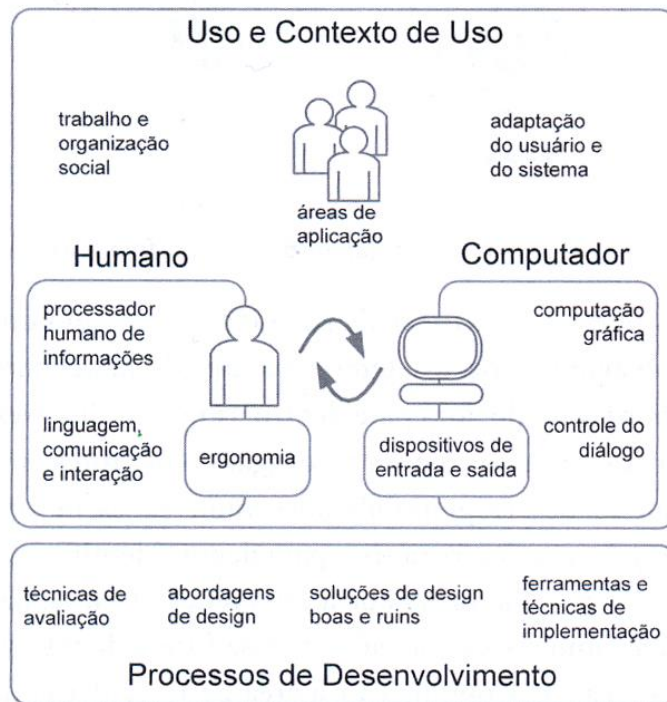 Uso e Contexto de Uso
trabalho e
organização
social
áreas de
aplicação
adaptação
do usuário e
do sistema
Humano
processador
humano de
informações
linguagem,
comunicação
e interação
ergonomia
Computador
computação
gráfica
controle do
diálogo
dispositivos de
entrada e saída
técnicas de
avaliação
abordagens
de design
soluções de design
boas e ruins
ferramentas e
técnicas de
implementação
Processos de Desenvolvimento